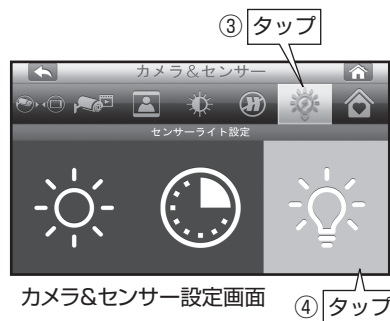 ③ タップ
カメラ&センサー
センサーライト設定
カメラ&センサー設定画面
④ タップ